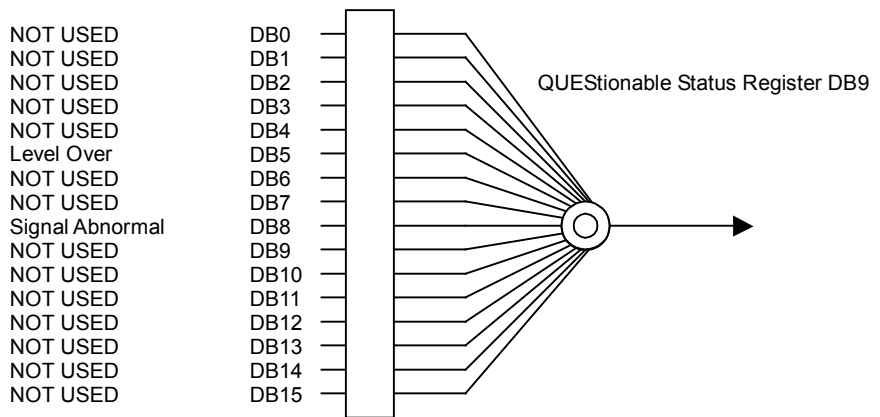 NOT USED DB0
NOT USED DB1
NOT USED DB2
QUEStionable Status Register DB9
NOT USED DB3
NOT USED DB4
Level Over DB5
NOT USED DB6
NOT USED DB7
Signal Abnormal DB8
NOT USED DB9
NOT USED DB10
NOT USED DB11
NOT USED DB12
NOT USED DB13
NOT USED DB14
NOT USED DB15